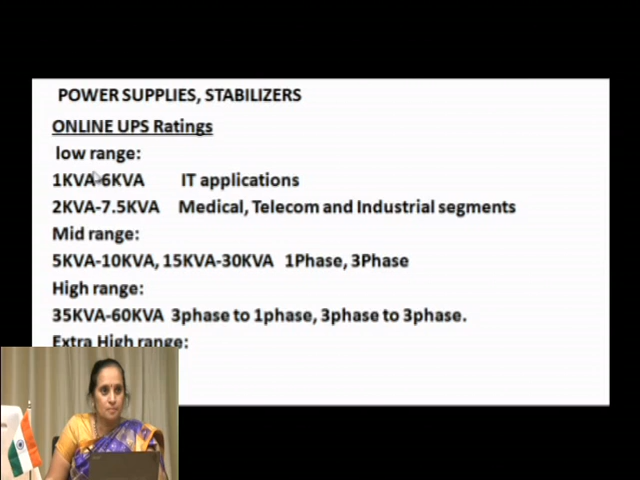 POWER SUPPLIES, STABILIZERS
ONLINE UPS Ratings
low range:
1KVA-6KVA IT applications
2KVA-7.5KVA Medical, Telecom and Industrial segments
Mid range:
5KVA-10KVA, 15KVA-30KVA 1Phase, 3Phase
High range:
35KVA-60KVA 3phase to 1phase, 3phase to 3phase.
Extra High range: